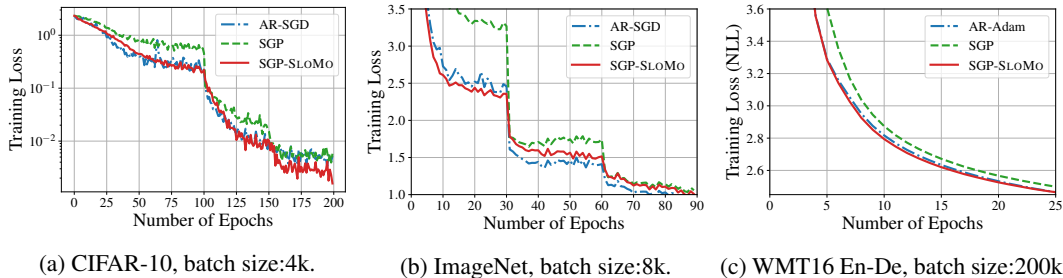 AR-SGD
SGP
SGP-SLOMO
10⁰
10⁻¹
10⁻²
Training Loss
0 25 50 75 100 125 150 175 200
Number of Epochs
(a) CIFAR-10, batch size:4k.
AR-SGD
SGP
SGP-SLOMO
3.5
3.0
2.5
2.0
1.5
1.0
Training Loss
0 10 20 30 40 50 60 70 80 90
Number of Epochs
(b) ImageNet, batch size:8k.
AR-Adam
SGP
SGP-SLOMO
3.4
3.2
3.0
2.8
2.6
Training Loss (NLL)
0 5 10 15 20 25
Number of Epochs
(c) WMT16 En-De, batch size:200k